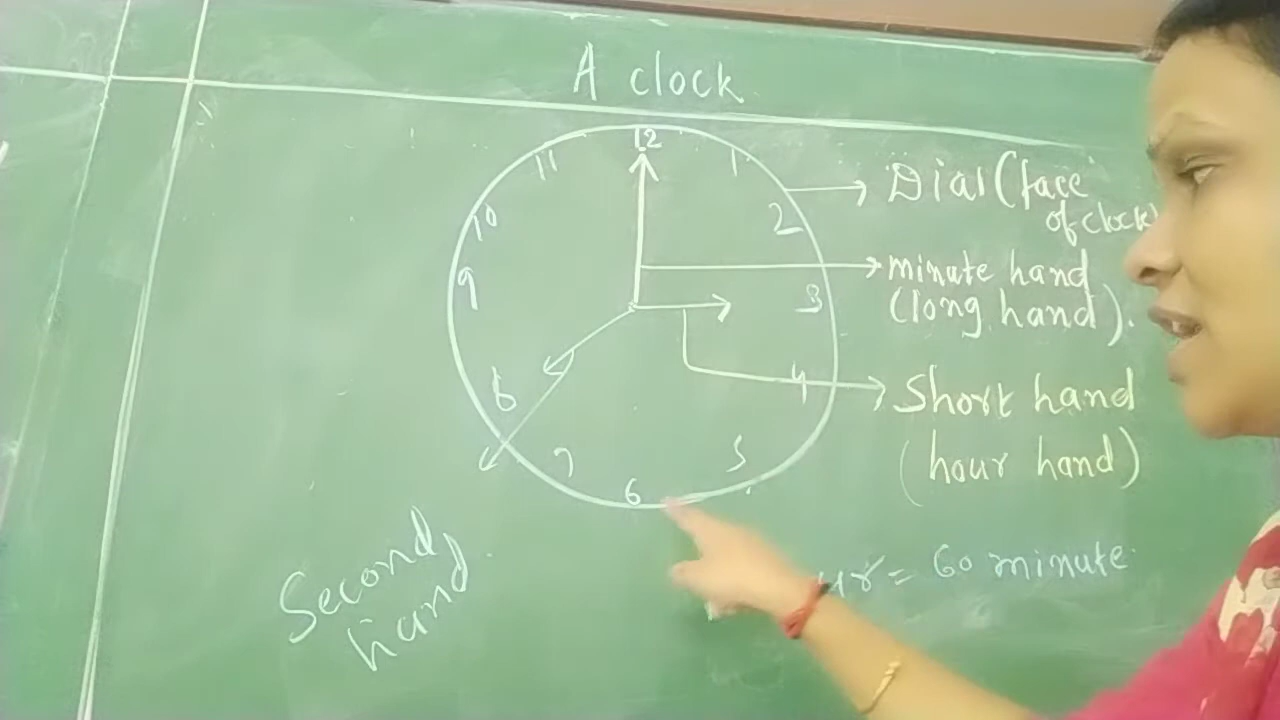 A clock
12
11
1
10
2
9
3
8
4
7
5
6
Dial (face
of clock)
minute hand
(long hand).
Short hand
(hour hand)
= 60 minute
Second
hand